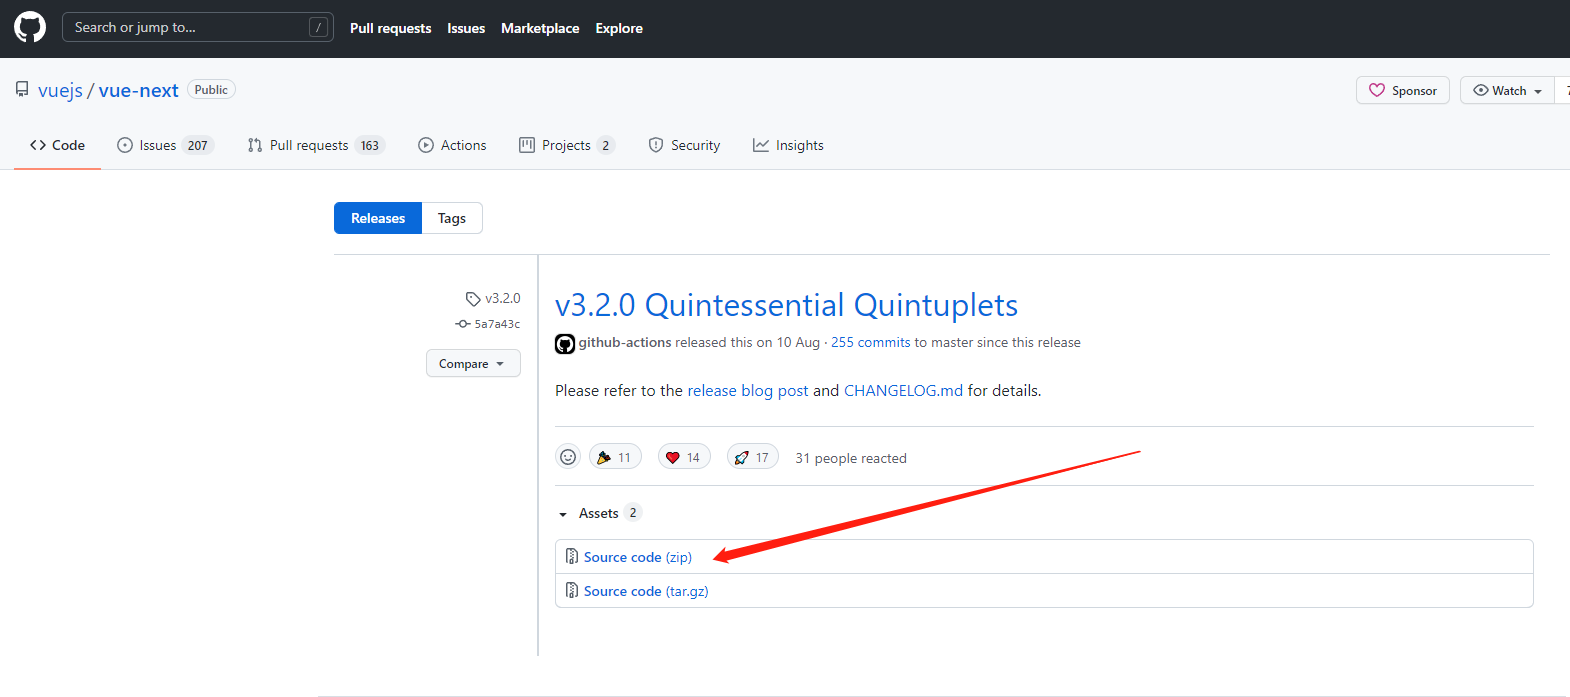 Search or jump to... /
Pull requests Issues Marketplace Explore
vuejs / vue-next Public
Sponsor Watch
Code Issues 207 Pull requests 163 Actions Projects 2 Security Insights
Releases Tags
v3.2.0
5a7a43c
Compare
v3.2.0 Quintessential Quintuplets
github-actions released this on 10 Aug · 255 commits to master since this release
Please refer to the release blog post and CHANGELOG.md for details.
11 14 17 31 people reacted
Assets 2
Source code (zip)
Source code (tar.gz)